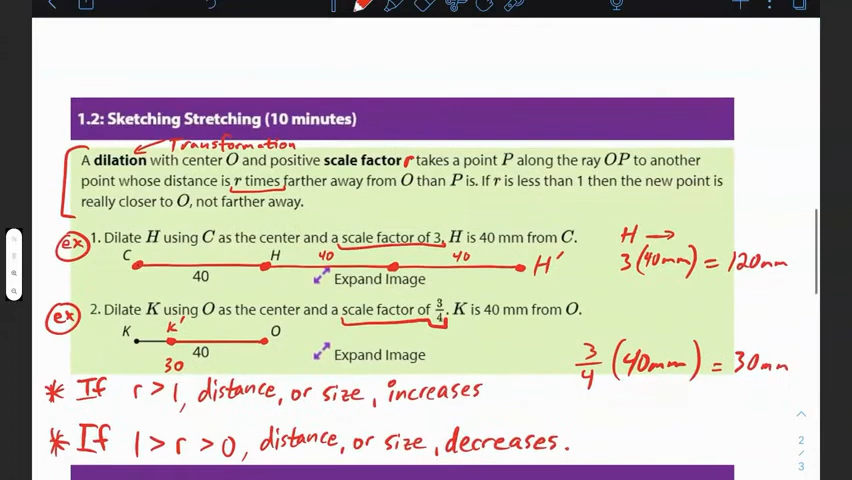 1.2: Sketching Stretching (10 minutes)
Transformation
A dilation with center O and positive scale factor r takes a point P along the ray OP to another
point whose distance is r times farther away from O than P is. If r is less than 1 then the new point is
really closer to O, not farther away.
ex 1. Dilate H using C as the center and a scale factor of 3. H is 40 mm from C.
H →
C H 40 40 H'
3(40mm) = 120mm
40 Expand Image
ex 2. Dilate K using O as the center and a scale factor of 3/4. K is 40 mm from O.
K K' O
40 Expand Image
30
3/4 (40mm) = 30mm
* If r > 1, distance, or size, increases
* If 1 > r > 0, distance, or size, decreases.
2
/
3